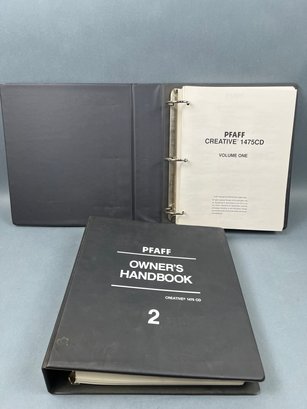 PFAFF
CREATIVE® 1475CD
VOLUME ONE
PFAFF
OWNER'S
HANDBOOK
CREATIVE® 1475 CD
2